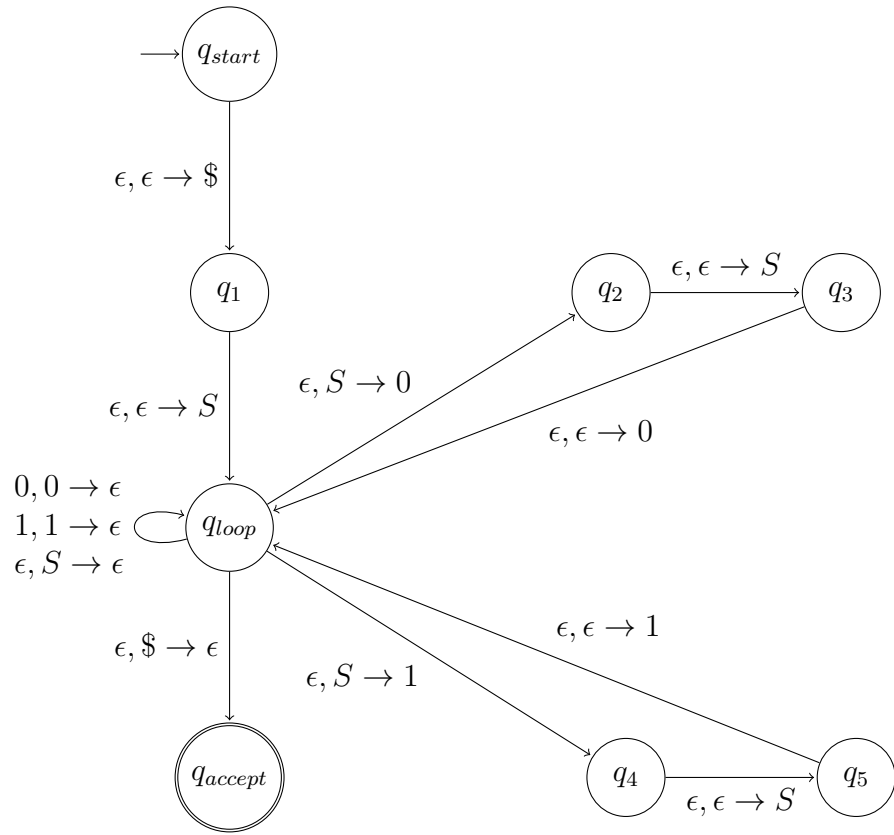 q_start
ϵ, ϵ → $
q_1
q_2
ϵ, ϵ → S
q_3
ϵ, ϵ → S
ϵ, S → 0
ϵ, ϵ → 0
0, 0 → ϵ
1, 1 → ϵ
ϵ, S → ϵ
q_loop
ϵ, $ → ϵ
ϵ, S → 1
ϵ, ϵ → 1
q_accept
q_4
ϵ, ϵ → S
q_5